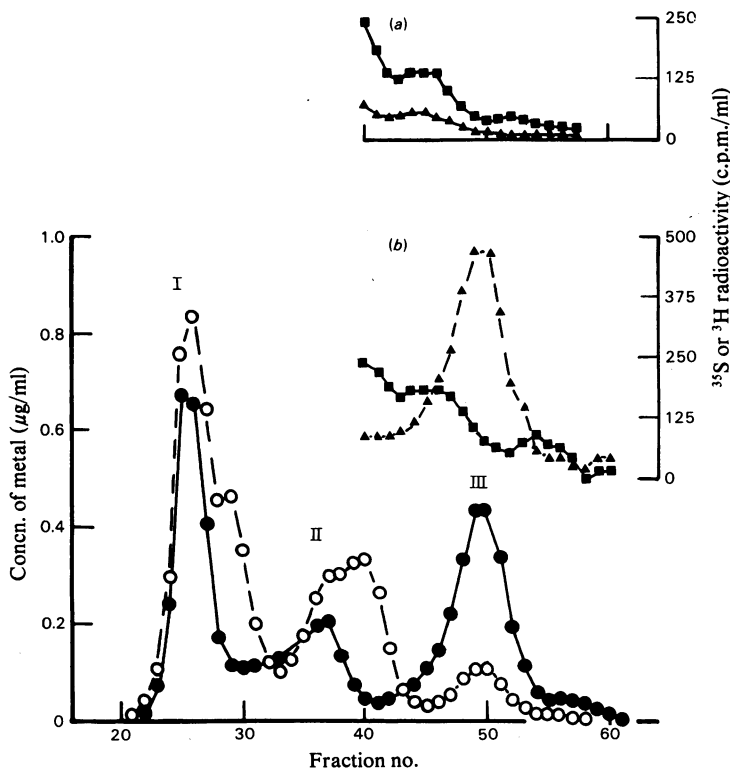 (a)
250
125
0
(b)
500
375
250
125
0
³⁵S or ³H radioactivity (c.p.m./ml)
1.0
0.8
0.6
0.4
0.2
0
Concn. of metal (µg/ml)
I
II
III
20
30
40
50
60
Fraction no.